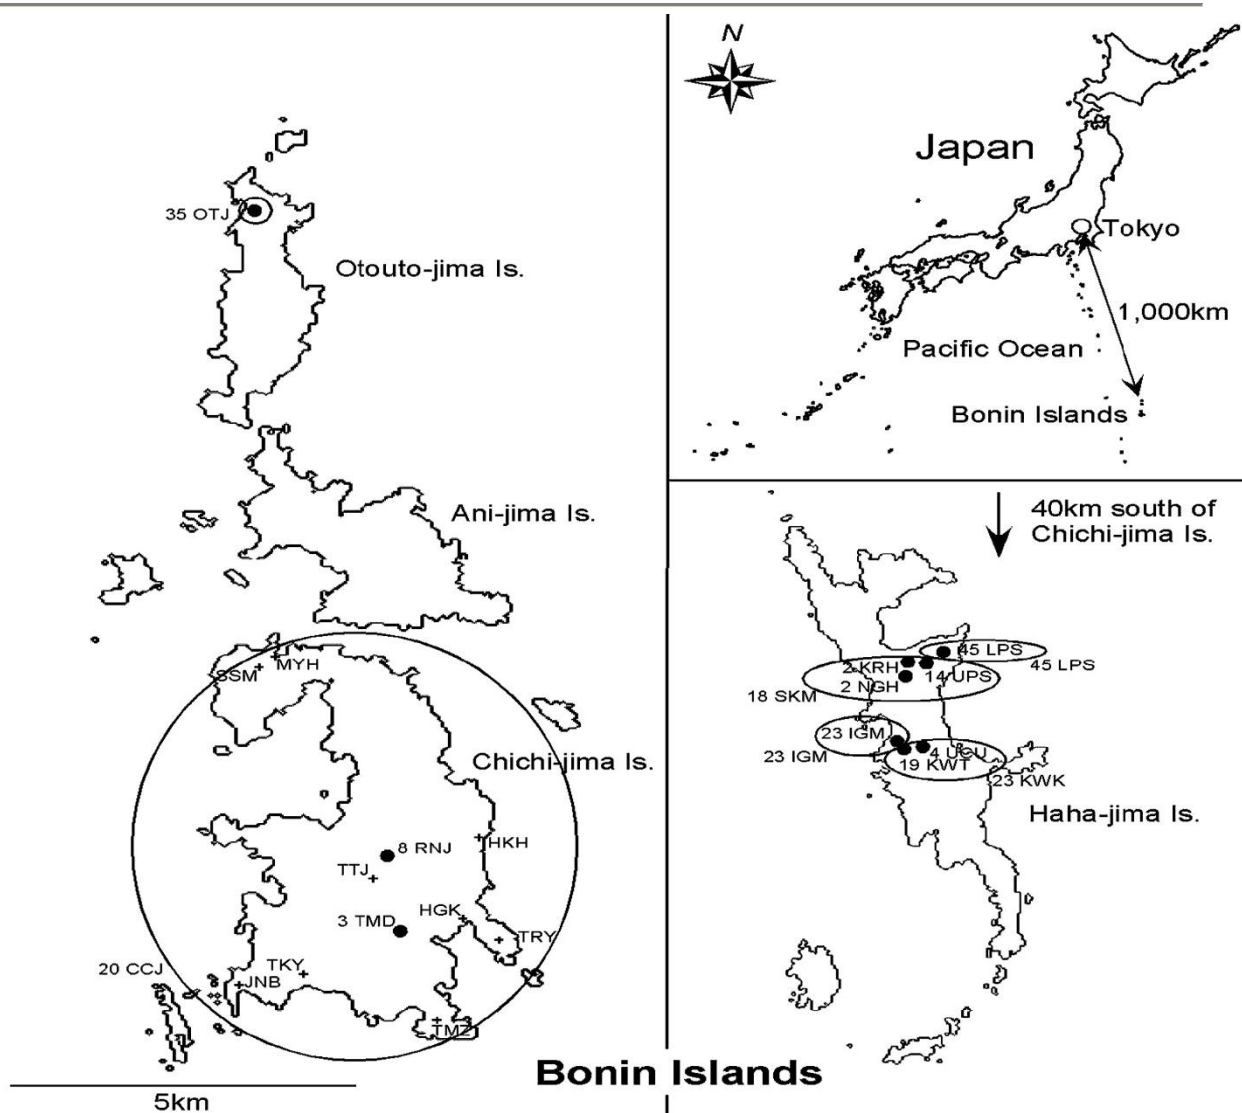 N
Japan
Tokyo
1,000km
Pacific Ocean
Bonin Islands
35 OTJ
Otouto-jima Is.
Ani-jima Is.
MYH
SSM
Chichi-jima Is.
HKH
8 RNJ
TTJ
HGK
3 TMD
TRY
20 CCJ
TKY
JNB
TMZ
5km
40km south of
Chichi-jima Is.
45 LPS
45 LPS
2 KRH
14 UPS
2 NGH
18 SKM
23 IGM
4 UCU
23 IGM
19 KWT
23 KWK
Haha-jima Is.
Bonin Islands